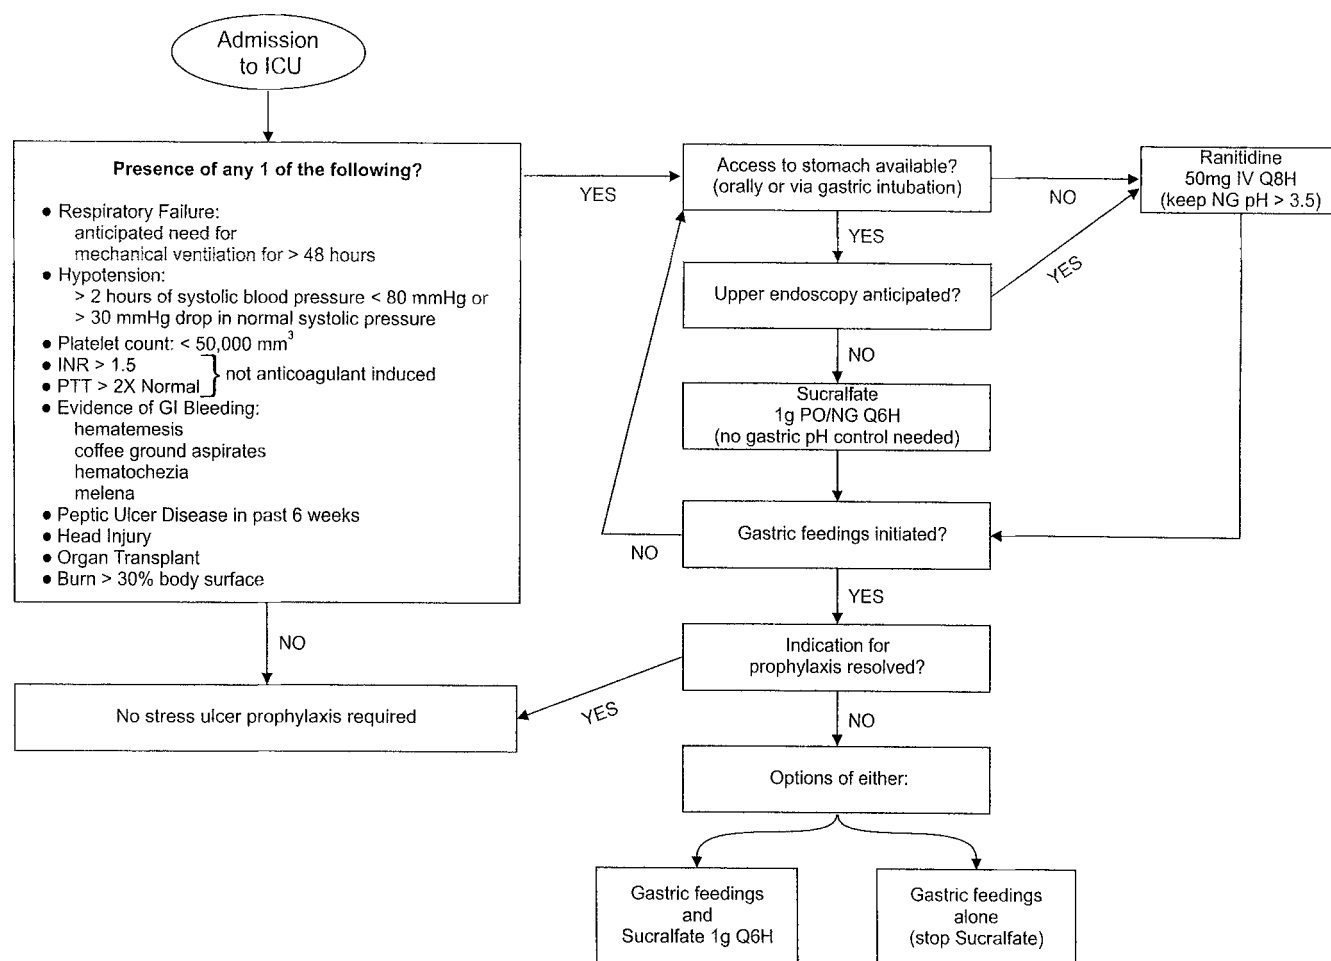 Admission
to ICU
Presence of any 1 of the following?
● Respiratory Failure:
anticipated need for
mechanical ventilation for > 48 hours
● Hypotension:
> 2 hours of systolic blood pressure < 80 mmHg or
> 30 mmHg drop in normal systolic pressure
● Platelet count: < 50,000 mm³
● INR > 1.5
● PTT > 2X Normal
} not anticoagulant induced
● Evidence of GI Bleeding:
hematemesis
coffee ground aspirates
hematochezia
melena
● Peptic Ulcer Disease in past 6 weeks
● Head Injury
● Organ Transplant
● Burn > 30% body surface
NO
No stress ulcer prophylaxis required
YES
Access to stomach available?
(orally or via gastric intubation)
NO
Ranitidine
50mg IV Q8H
(keep NG pH > 3.5)
YES
Upper endoscopy anticipated?
YES
NO
Sucralfate
1g PO/NG Q6H
(no gastric pH control needed)
Gastric feedings initiated?
NO
YES
Indication for
prophylaxis resolved?
YES
NO
Options of either:
Gastric feedings
and
Sucralfate 1g Q6H
Gastric feedings
alone
(stop Sucralfate)